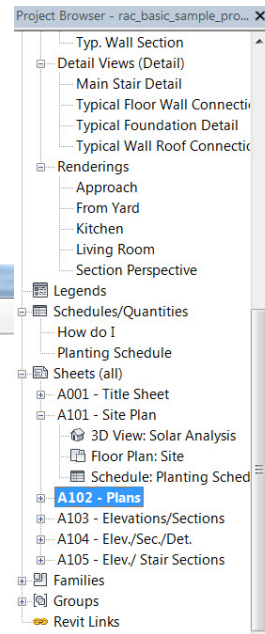 Project Browser - rac_basic_sample_pro...
Typ. Wall Section
Detail Views (Detail)
Main Stair Detail
Typical Floor Wall Connectio
Typical Foundation Detail
Typical Wall Roof Connectio
Renderings
Approach
From Yard
Kitchen
Living Room
Section Perspective
Legends
Schedules/Quantities
How do I
Planting Schedule
Sheets (all)
A001 - Title Sheet
A101 - Site Plan
3D View: Solar Analysis
Floor Plan: Site
Schedule: Planting Sched
A102 - Plans
A103 - Elevations/Sections
A104 - Elev./Sec./Det.
A105 - Elev./ Stair Sections
Families
Groups
Revit Links